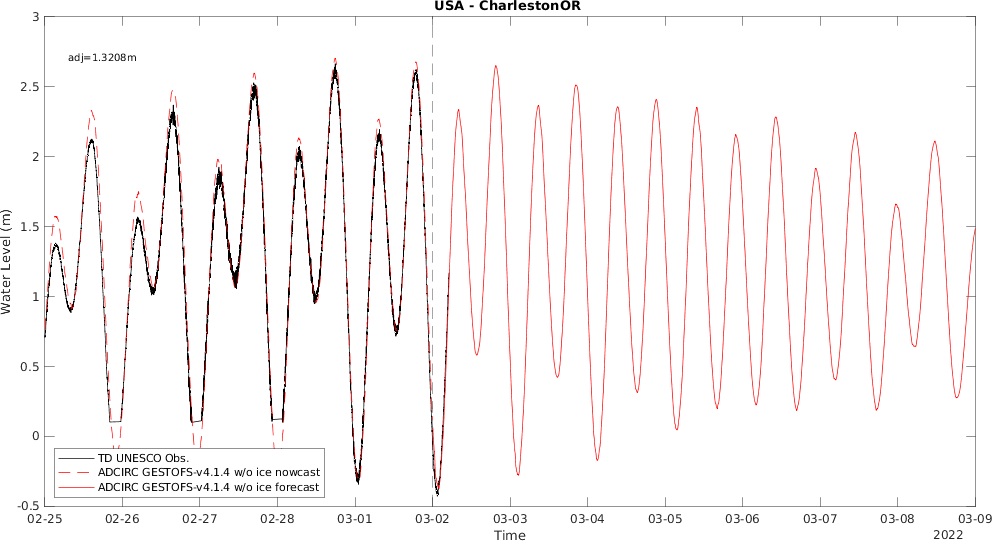 USA - CharlestonOR
adj=1.3208m
3
2.5
2
1.5
1
0.5
0
-0.5
Water Level (m)
TD UNESCO Obs.
ADCIRC GESTOFS-v4.1.4 w/o ice nowcast
ADCIRC GESTOFS-v4.1.4 w/o ice forecast
02-25 02-26 02-27 02-28 03-01 03-02 03-03 03-04 03-05 03-06 03-07 03-08 03-09
Time
2022